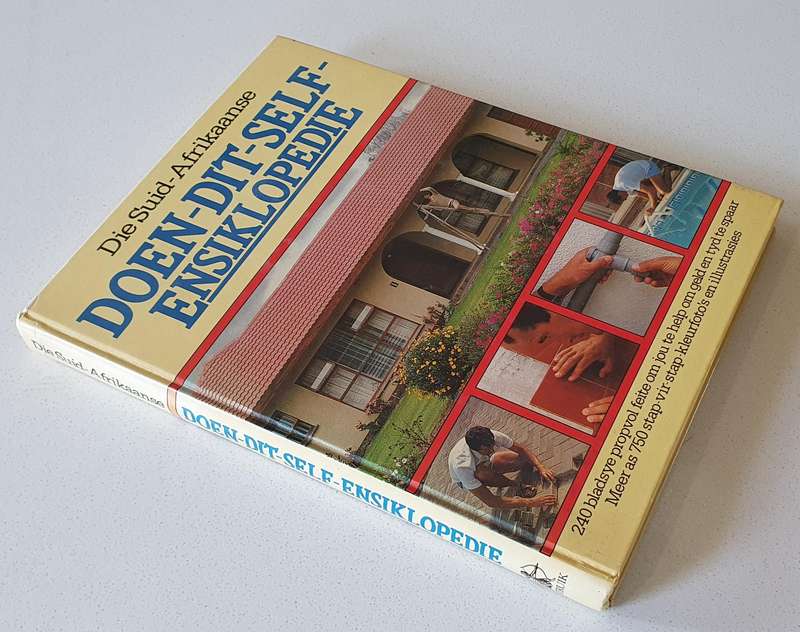 Die Suid-Afrikaanse
DOEN-DIT-SELF-
ENSIKLOPEDIE
240 bladsye propvol feite om jou te help om geld en tyd te spaar
Meer as 750 stap-vir-stap-kleurfoto's en illustrasies
Die Suid-Afrikaanse
DOEN-DIT-SELF-ENSIKLOPEDIE